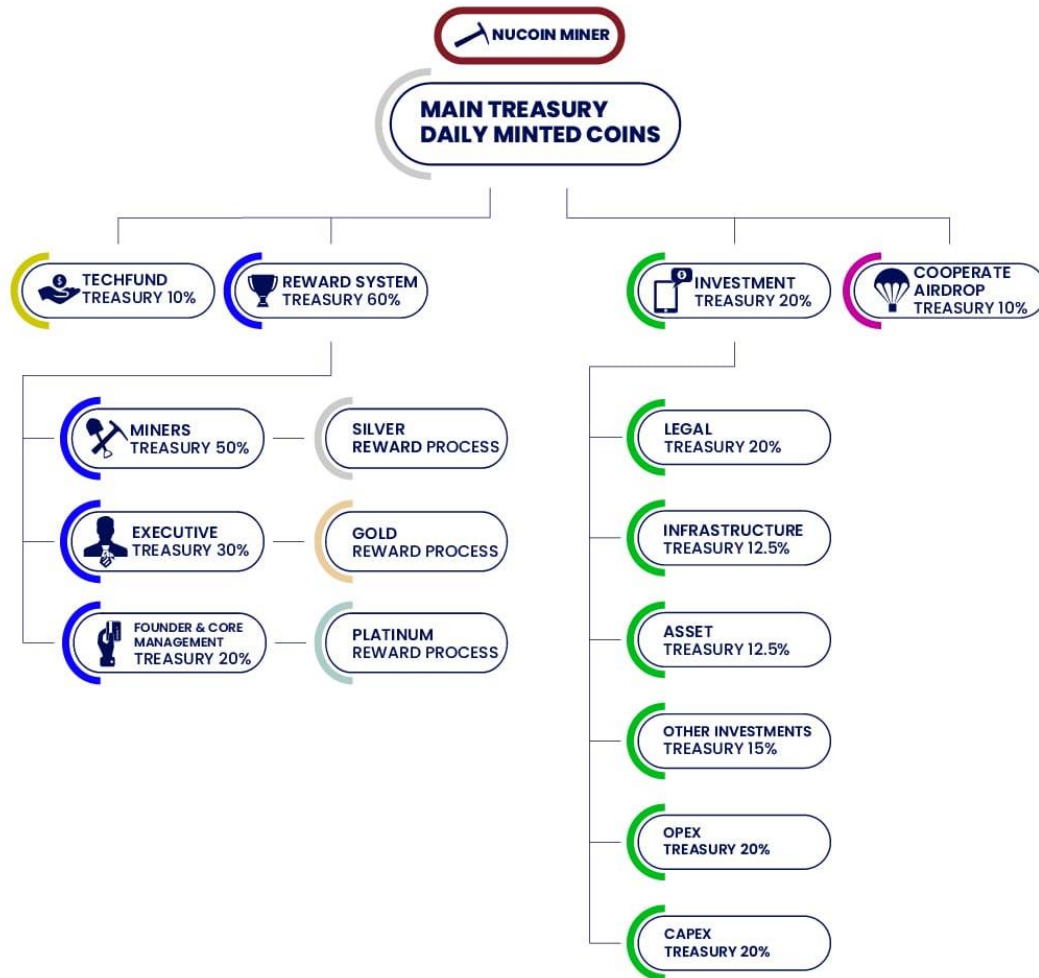 NUCOIN MINER
MAIN TREASURY
DAILY MINTED COINS
TECHFUND
TREASURY 10%
REWARD SYSTEM
TREASURY 60%
INVESTMENT
TREASURY 20%
COOPERATE
AIRDROP
TREASURY 10%
MINERS
TREASURY 50%
SILVER
REWARD PROCESS
EXECUTIVE
TREASURY 30%
GOLD
REWARD PROCESS
FOUNDER & CORE
MANAGEMENT
TREASURY 20%
PLATINUM
REWARD PROCESS
LEGAL
TREASURY 20%
INFRASTRUCTURE
TREASURY 12.5%
ASSET
TREASURY 12.5%
OTHER INVESTMENTS
TREASURY 15%
OPEX
TREASURY 20%
CAPEX
TREASURY 20%